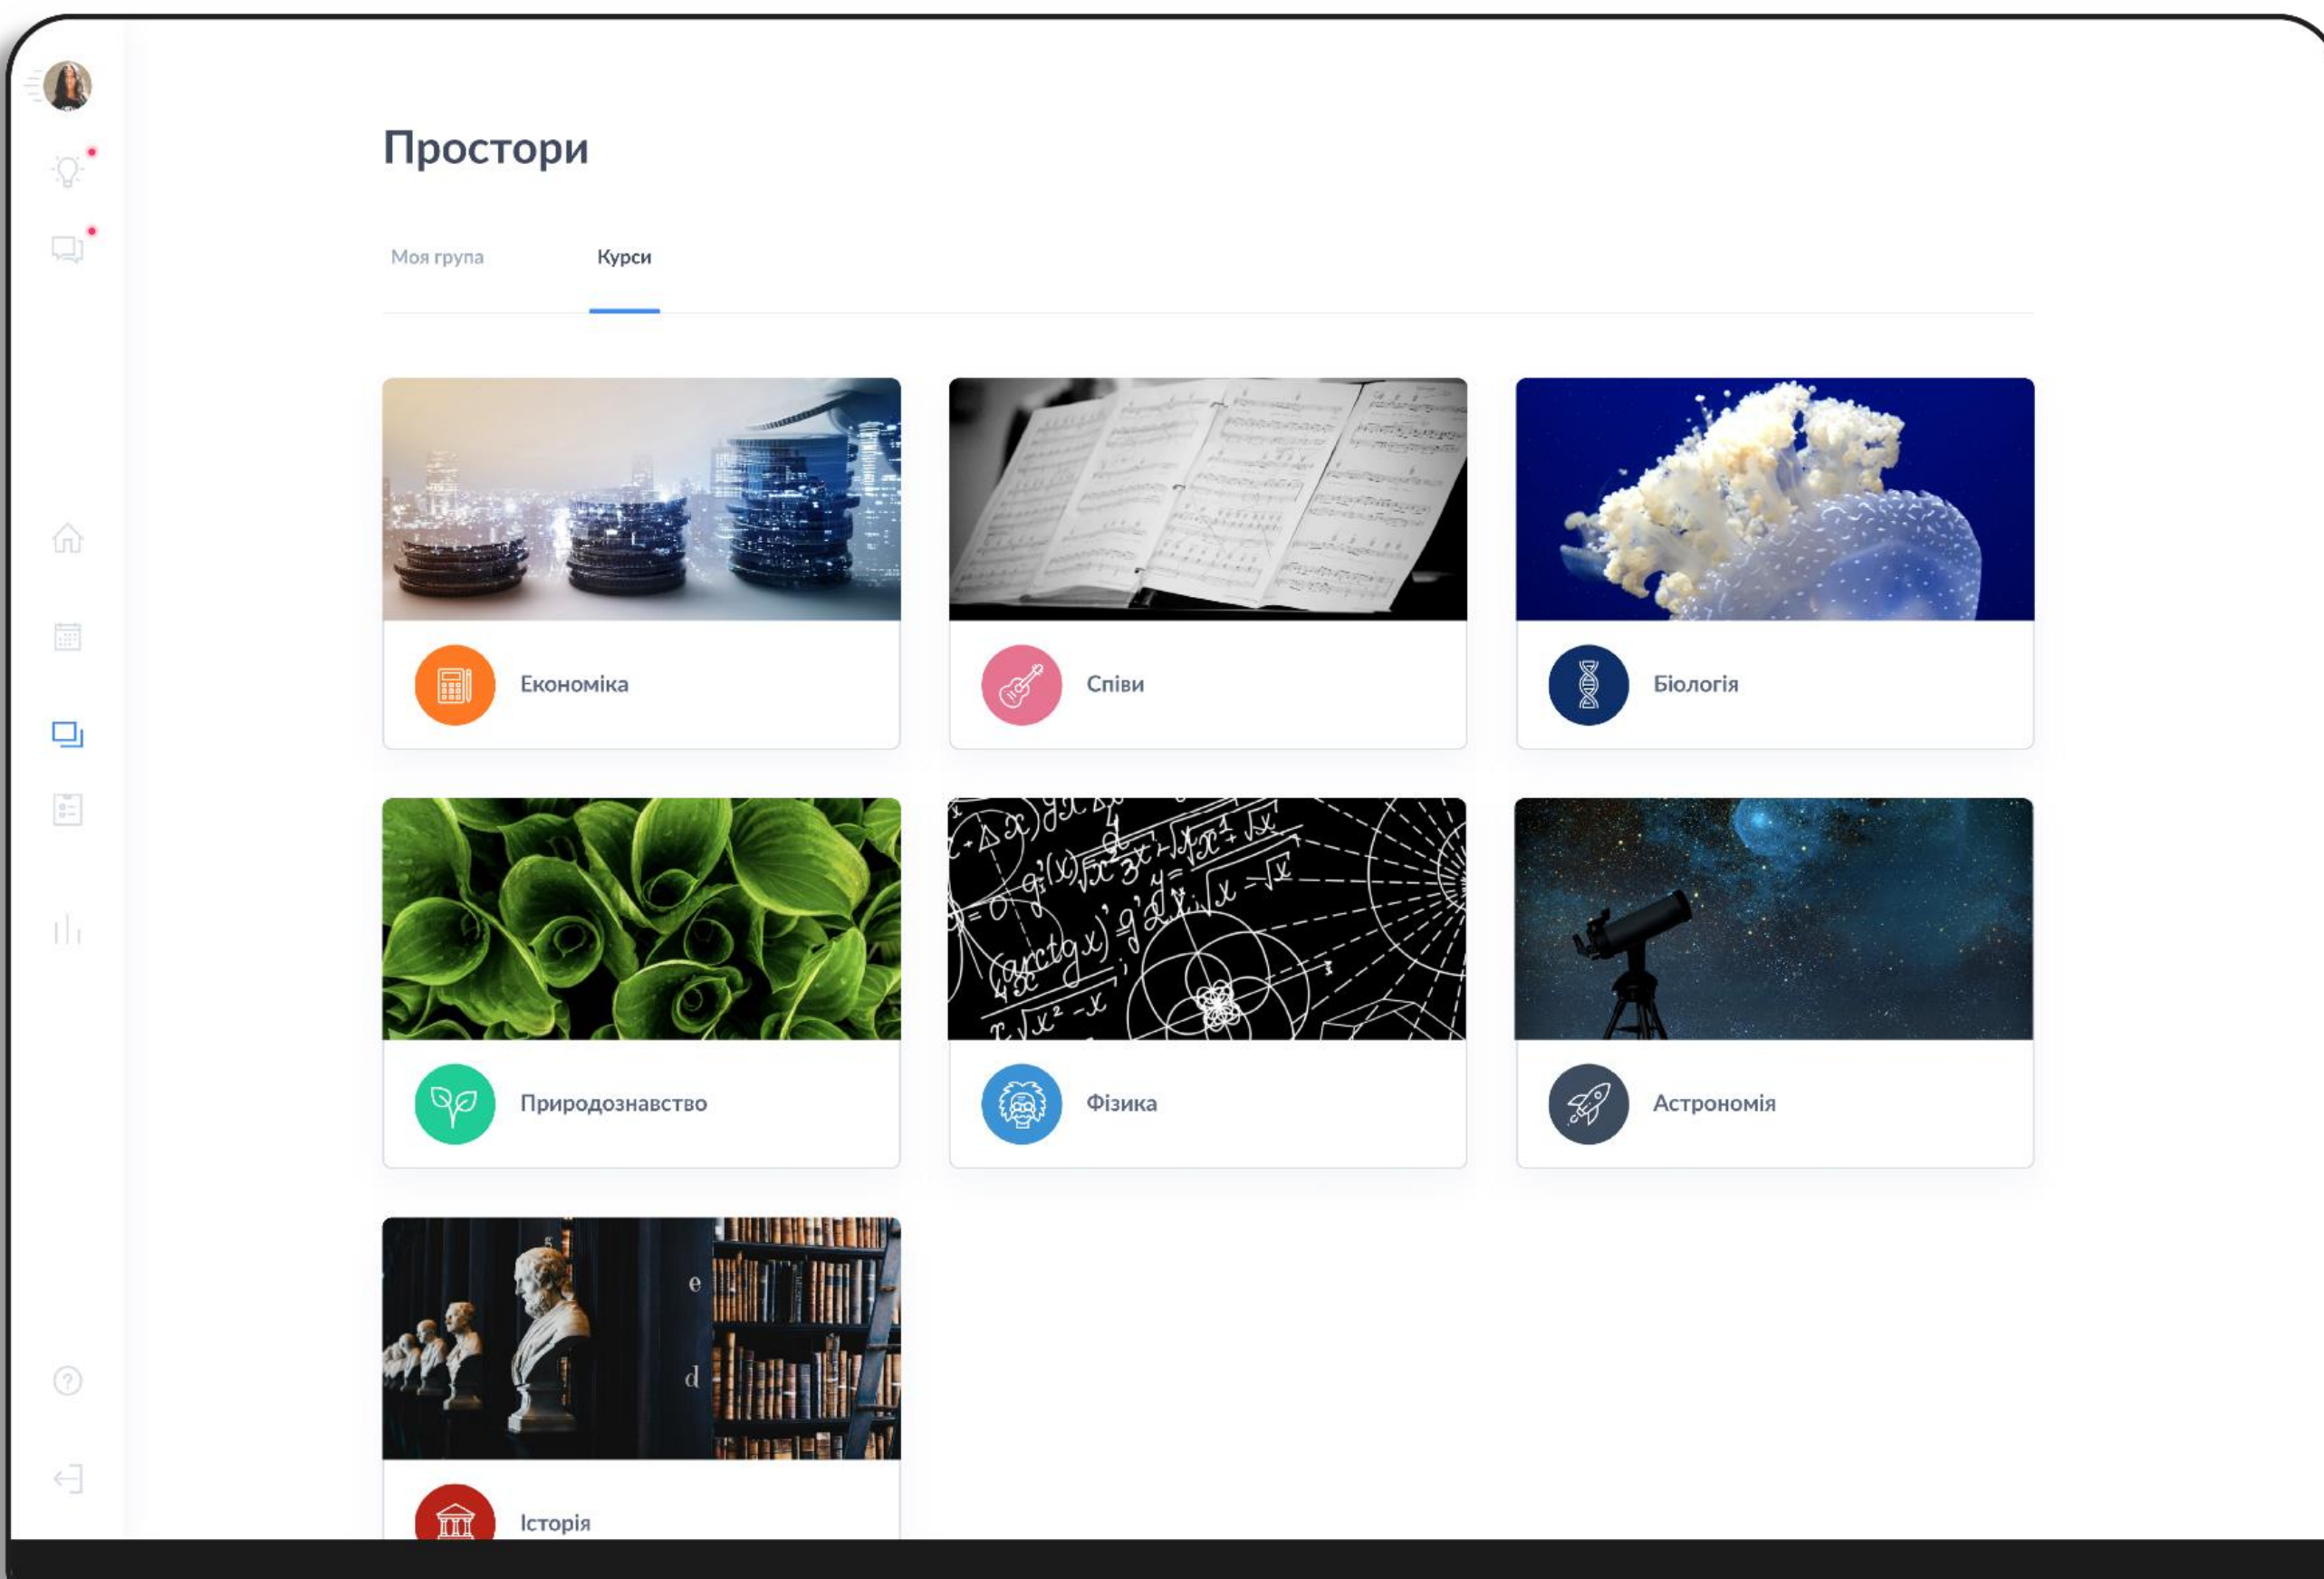 Простори
Моя група
Курси
Економіка
Співи
Біологія
Природознавство
Фізика
Астрономія
e
d
Історія